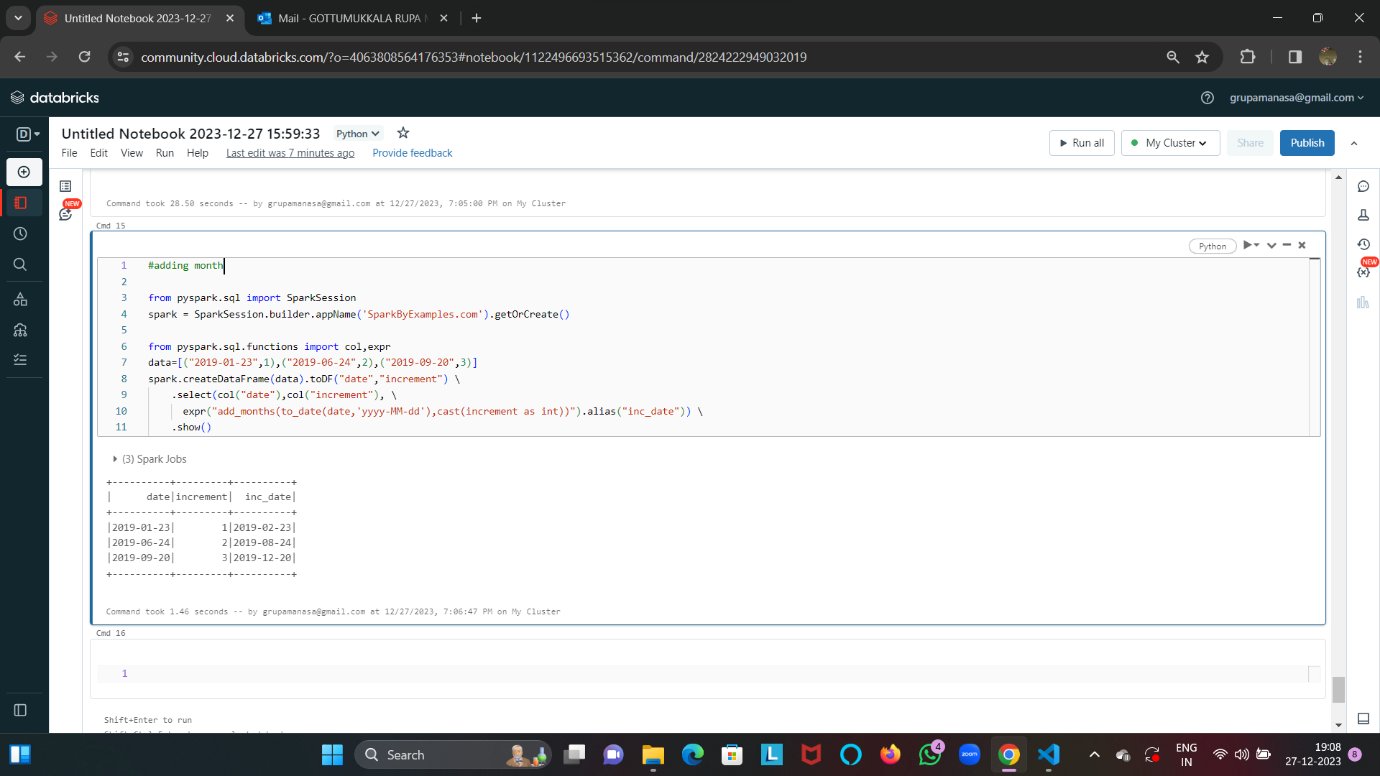 Untitled Notebook 2023-12-27
Mail - GOTTUMUKKALA RUPA
community.cloud.databricks.com/?o=4063808564176353#notebook/1122496693515362/command/2824222949032019
databricks
grupamanasa@gmail.com
D
Untitled Notebook 2023-12-27 15:59:33 Python
File Edit View Run Help Last edit was 7 minutes ago Provide feedback
Run all
My Cluster
Share
Publish
NEW
NEW
Command took 28.50 seconds -- by grupamanasa@gmail.com at 12/27/2023, 7:05:00 PM on My Cluster
Cmd 15
Python
1 #adding month
2
3 from pyspark.sql import SparkSession
4 spark = SparkSession.builder.appName('SparkByExamples.com').getOrCreate()
5
6 from pyspark.sql.functions import col,expr
7 data=[("2019-01-23",1),("2019-06-24",2),("2019-09-20",3)]
8 spark.createDataFrame(data).toDF("date","increment") \
9 .select(col("date"),col("increment"), \
10 expr("add_months(to_date(date,'yyyy-MM-dd'),cast(increment as int))").alias("inc_date")) \
11 .show()
(3) Spark Jobs
+----------+---------+----------+
|      date|increment|  inc_date|
+----------+---------+----------+
|2019-01-23|        1|2019-02-23|
|2019-06-24|        2|2019-08-24|
|2019-09-20|        3|2019-12-20|
+----------+---------+----------+
Command took 1.46 seconds -- by grupamanasa@gmail.com at 12/27/2023, 7:06:47 PM on My Cluster
Cmd 16
1
Shift+Enter to run
Search
L
zoom
4
ENG
IN
19:08
27-12-2023
8